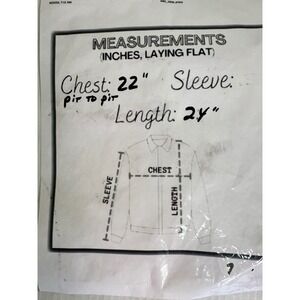 MEASUREMENTS
(INCHES, LAYING FLAT)
Chest: 22" Sleeve:
PIT TO PIT
Length: 24"
CHEST
SLEEVE
LENGTH